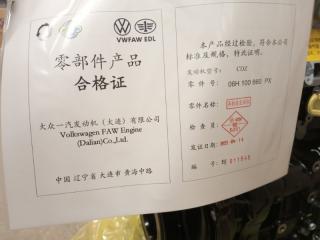 VWFAW EDL
零部件产品
合格证
大众一汽发动机（大连）有限公司
Volkswagen FAW Engine
(Dalian)Co.,Ltd.
中国 辽宁省 大连市 黄海中路
本产品经过检验，符合本公司
标准及规格，特此证明。
发动机型号： CDZ
零 件 号： 06H 100 660 PX
零件名称：
检 查 员：
发证日期：
编 号：